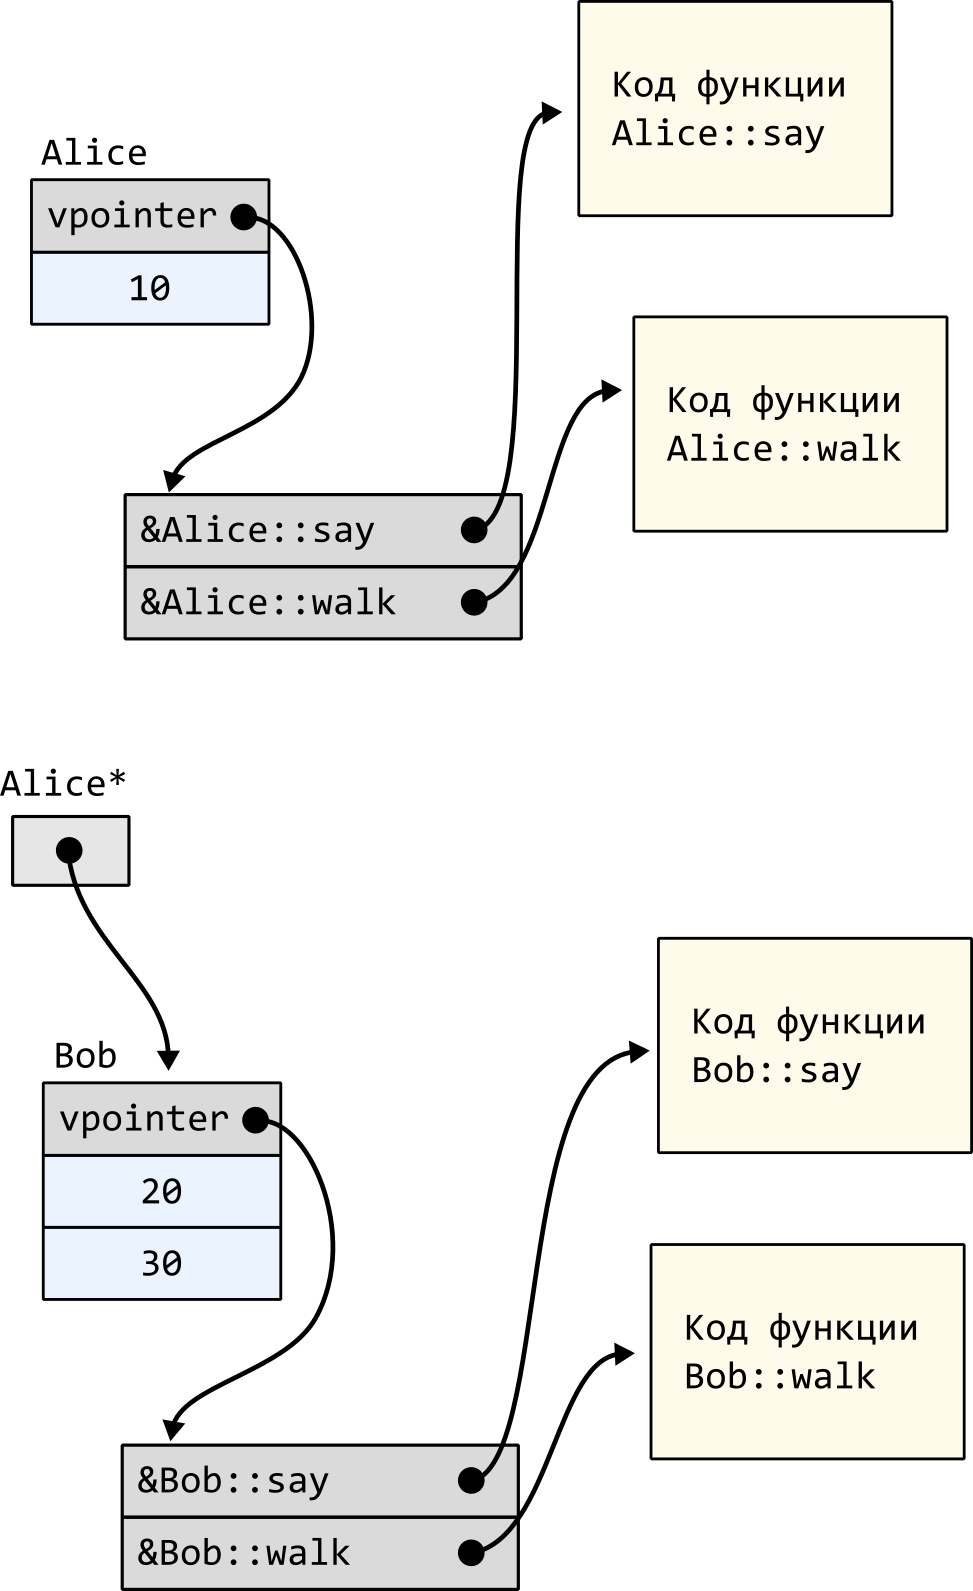 Код функции
Alice::say
Alice
vpointer
10
Код функции
Alice::walk
&Alice::say
&Alice::walk
Alice*
Код функции
Bob::say
Bob
vpointer
20
30
Код функции
Bob::walk
&Bob::say
&Bob::walk